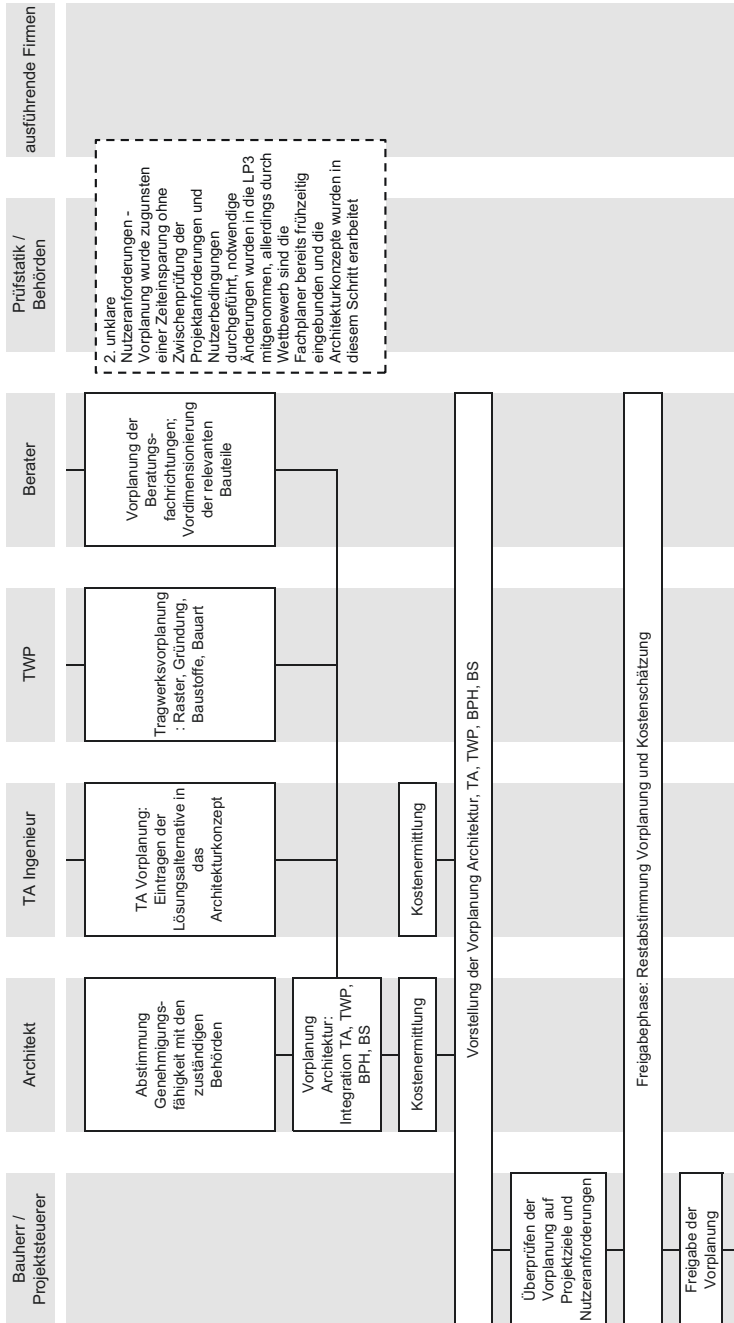 Bauherr /
Projektsteuerer
Architekt
TA Ingenieur
TWP
Berater
Prüfstatik /
Behörden
ausführende Firmen
Abstimmung
Genehmigungs-
fähigkeit mit den
zuständigen
Behörden
TA Vorplanung:
Eintragen der
Lösungsalternative in
das
Architekturkonzept
Tragwerksvorplanung
: Raster, Gründung,
Baustoffe, Bauart
Vorplanung der
Beratungs-
fachrichtungen;
Vordimensionierung
der relevanten
Bauteile
2. unklare
Nutzeranforderungen -
Vorplanung wurde zugunsten
einer Zeiteinsparung ohne
Zwischenprüfung der
Projektanforderungen und
Nutzerbedingungen
durchgeführt, notwendige
Änderungen wurden in die LP3
mitgenommen, allerdings durch
Wettbewerb sind die
Fachplaner bereits frühzeitig
eingebunden und die
Architekturkonzepte wurden in
diesem Schritt erarbeitet
Vorplanung
Architektur:
Integration TA, TWP,
BPH, BS
Kostenermittlung
Kostenermittlung
Vorstellung der Vorplanung Architektur, TA, TWP, BPH, BS
Überprüfen der
Vorplanung auf
Projektziele und
Nutzeranforderungen
Freigabephase: Restabstimmung Vorplanung und Kostenschätzung
Freigabe der
Vorplanung